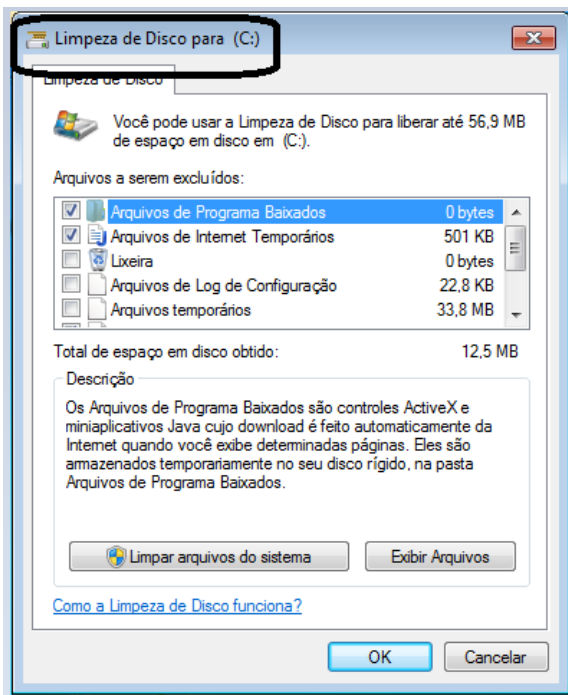 Limpeza de Disco para (C:)
Limpeza de Disco
Você pode usar a Limpeza de Disco para liberar até 56,9 MB
de espaço em disco em (C:).
Arquivos a serem excluídos:
Arquivos de Programa Baixados 0 bytes
Arquivos de Internet Temporários 501 KB
Lixeira 0 bytes
Arquivos de Log de Configuração 22,8 KB
Arquivos temporários 33,8 MB
Total de espaço em disco obtido: 12,5 MB
Descrição
Os Arquivos de Programa Baixados são controles ActiveX e
miniaplicativos Java cujo download é feito automaticamente da
Internet quando você exibe determinadas páginas. Eles são
armazenados temporariamente no seu disco rígido, na pasta
Arquivos de Programa Baixados.
Limpar arquivos do sistema Exibir Arquivos
Como a Limpeza de Disco funciona?
OK Cancelar